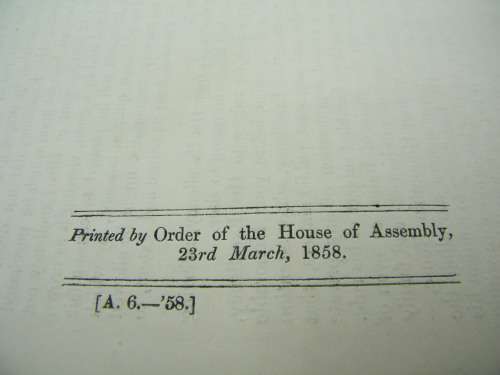 Printed by Order of the House of Assembly,
23rd March, 1858.
[A. 6.—'58.]